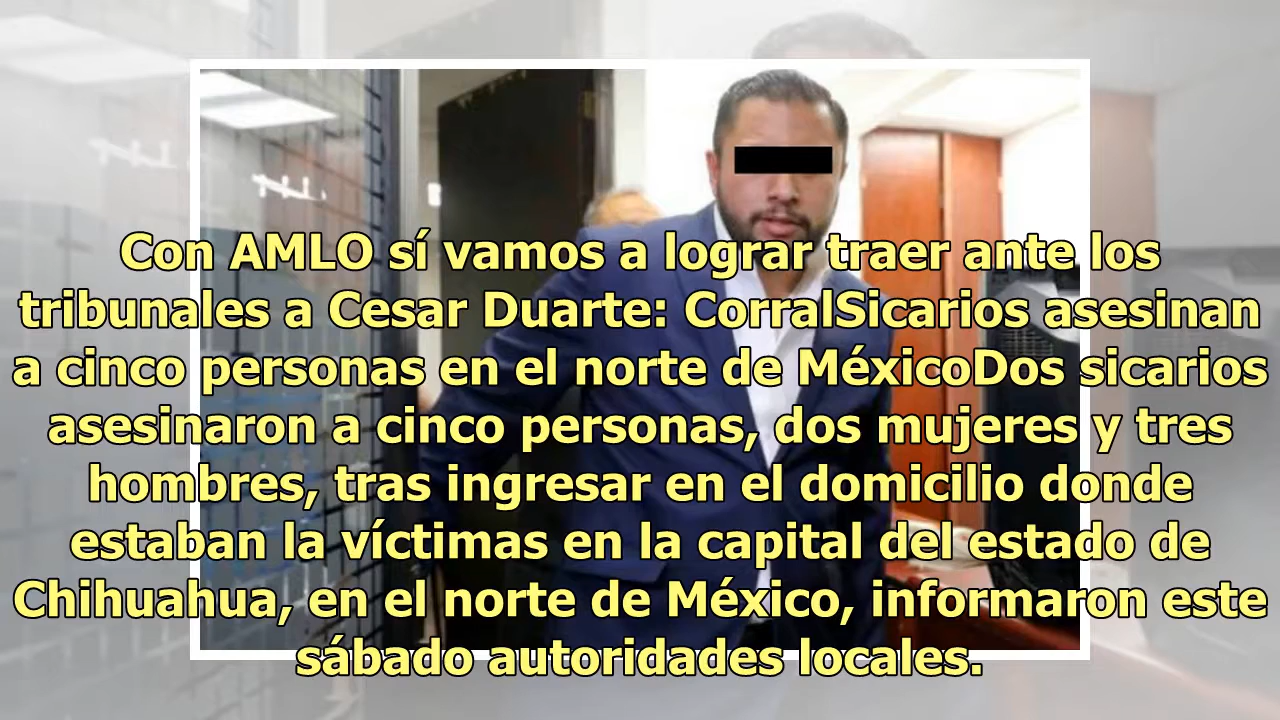 Con AMLO sí vamos a lograr traer ante los
tribunales a Cesar Duarte: CorralSicarios asesinan
a cinco personas en el norte de MéxicoDos sicarios
asesinaron a cinco personas, dos mujeres y tres
hombres, tras ingresar en el domicilio donde
estaban la víctimas en la capital del estado de
Chihuahua, en el norte de México, informaron este
sábado autoridades locales.